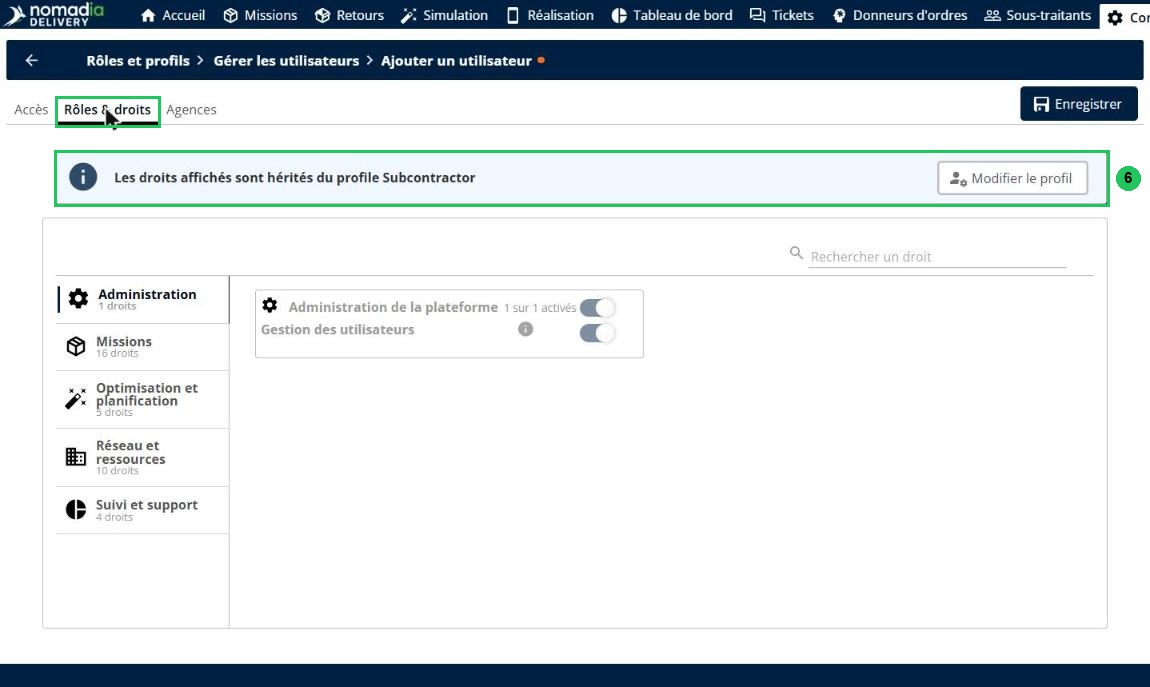 nomadia
DELIVERY
Accueil Missions Retours Simulation Réalisation Tableau de bord Tickets Donneurs d'ordres Sous-traitants
Rôles et profils > Gérer les utilisateurs > Ajouter un utilisateur
Accès Rôles & droits Agences
Enregistrer
Les droits affichés sont hérités du profile Subcontractor
Modifier le profil
6
Rechercher un droit
Administration
1 droits
Missions
16 droits
Optimisation et
planification
5 droits
Réseau et
ressources
10 droits
Suivi et support
4 droits
Administration de la plateforme 1 sur 1 activés
Gestion des utilisateurs